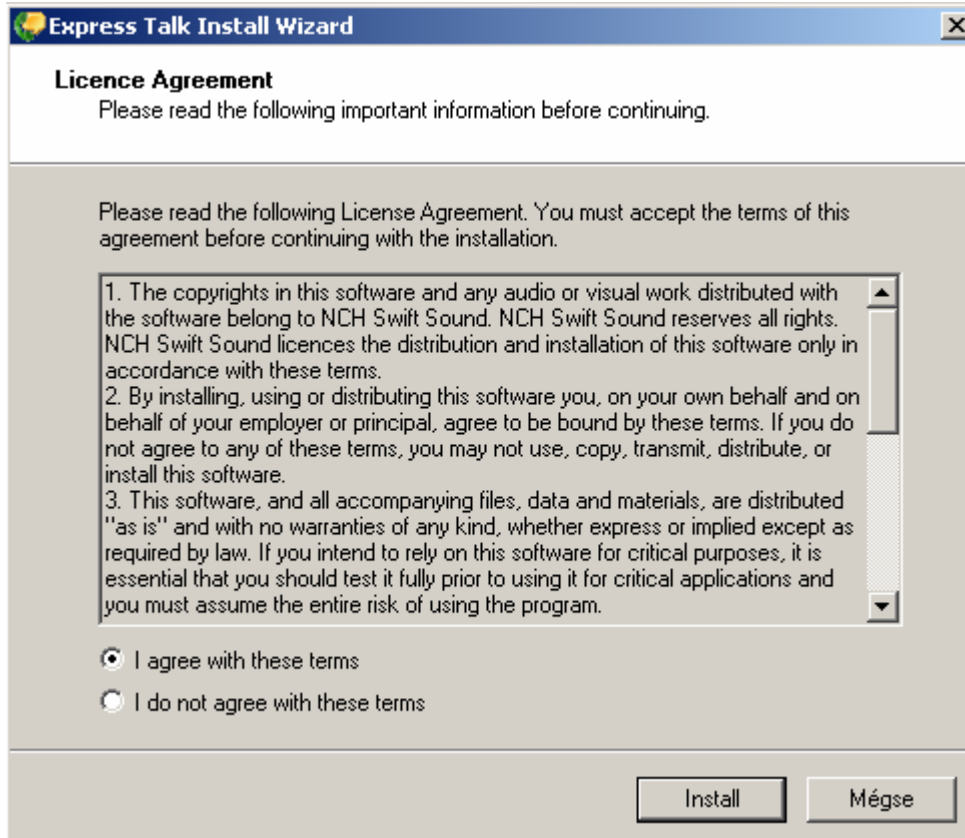 Express Talk Install Wizard
Licence Agreement
Please read the following important information before continuing.
Please read the following License Agreement. You must accept the terms of this
agreement before continuing with the installation.
1. The copyrights in this software and any audio or visual work distributed with
the software belong to NCH Swift Sound. NCH Swift Sound reserves all rights.
NCH Swift Sound licences the distribution and installation of this software only in
accordance with these terms.
2. By installing, using or distributing this software you, on your own behalf and on
behalf of your employer or principal, agree to be bound by these terms. If you do
not agree to any of these terms, you may not use, copy, transmit, distribute, or
install this software.
3. This software, and all accompanying files, data and materials, are distributed
"as is" and with no warranties of any kind, whether express or implied except as
required by law. If you intend to rely on this software for critical purposes, it is
essential that you should test it fully prior to using it for critical applications and
you must assume the entire risk of using the program.
I agree with these terms
I do not agree with these terms
Install
Mégse